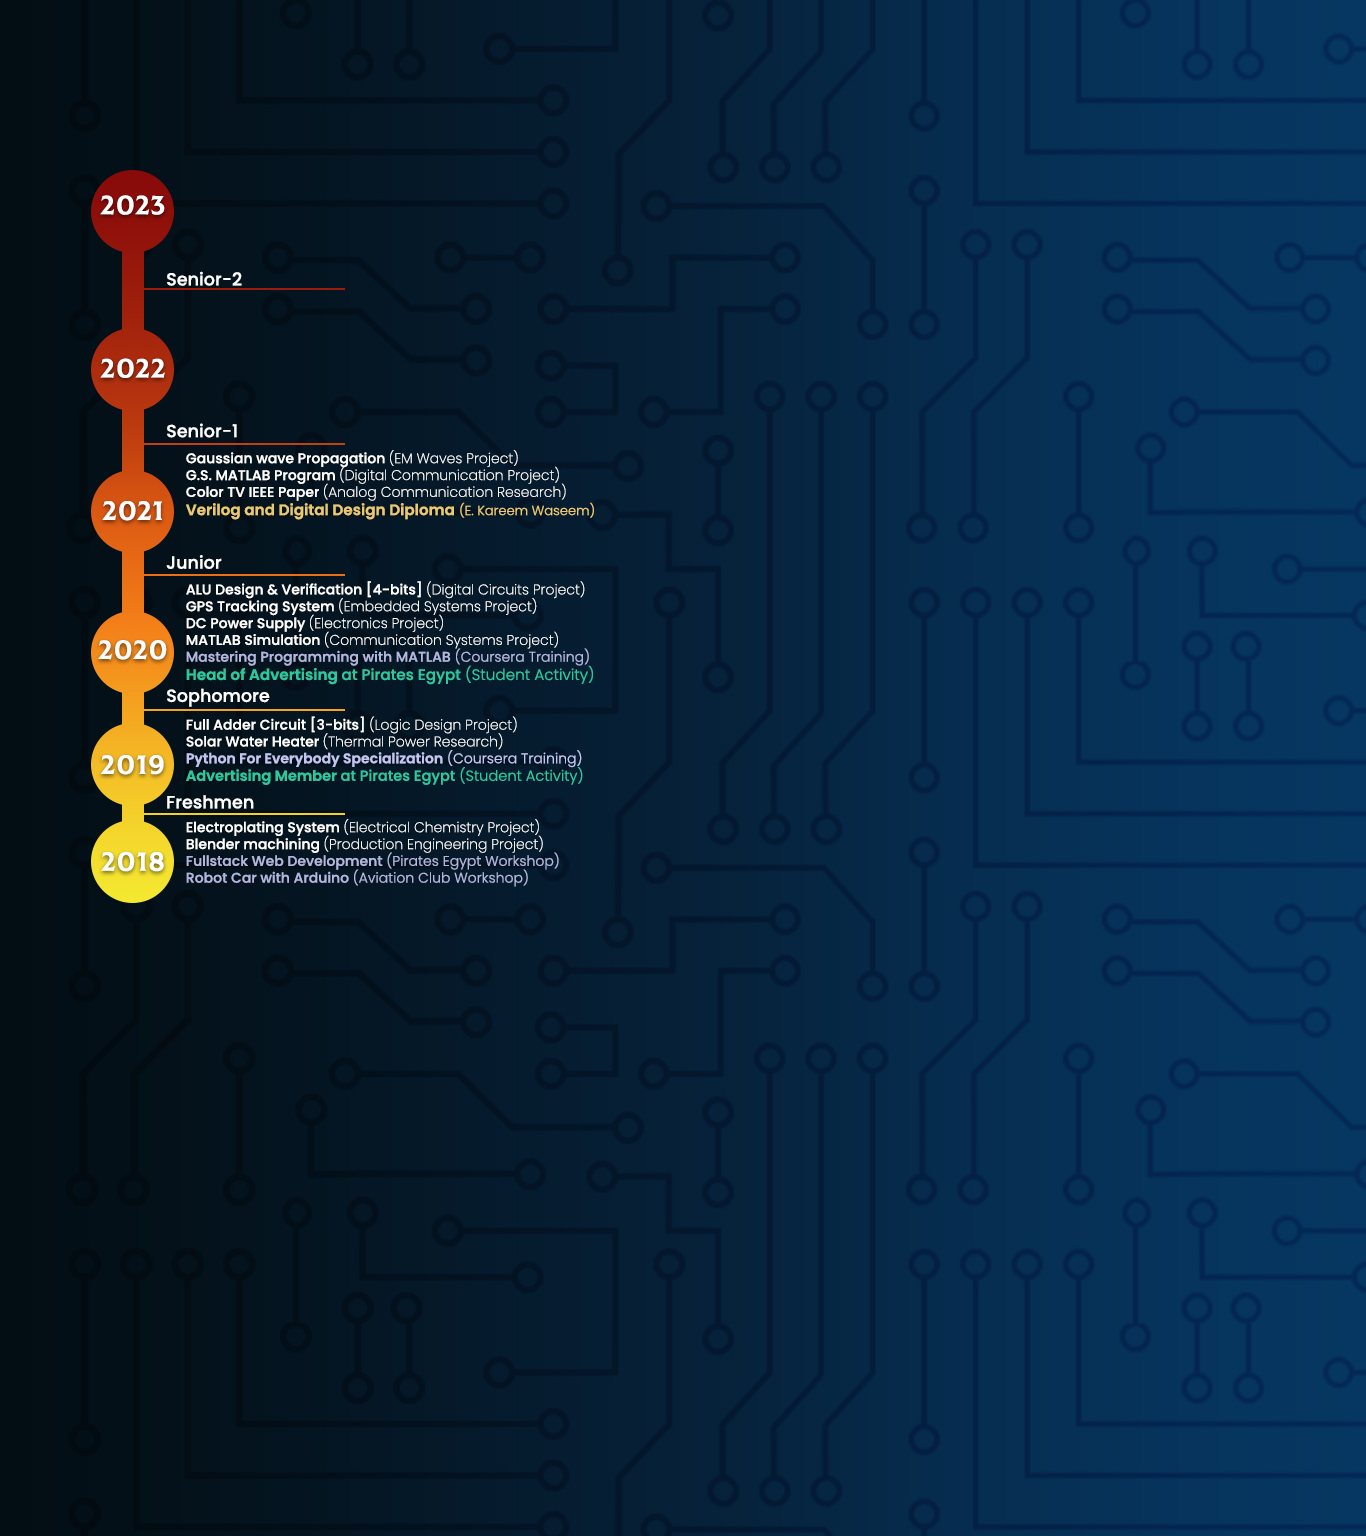 2023
Senior-2
2022
Senior-1
Gaussian wave Propagation (EM Waves Project)
G.S. MATLAB Program (Digital Communication Project)
Color TV IEEE Paper (Analog Communication Research)
2021
Verilog and Digital Design Diploma (E. Kareem Waseem)
Junior
ALU Design & Verification [4-bits] (Digital Circuits Project)
GPS Tracking System (Embedded Systems Project)
DC Power Supply (Electronics Project)
MATLAB Simulation (Communication Systems Project)
2020
Mastering Programming with MATLAB (Coursera Training)
Head of Advertising at Pirates Egypt (Student Activity)
Sophomore
Full Adder Circuit [3-bits] (Logic Design Project)
Solar Water Heater (Thermal Power Research)
Python For Everybody Specialization (Coursera Training)
2019
Advertising Member at Pirates Egypt (Student Activity)
Freshmen
Electroplating System (Electrical Chemistry Project)
Blender machining (Production Engineering Project)
2018
Fullstack Web Development (Pirates Egypt Workshop)
Robot Car with Arduino (Aviation Club Workshop)